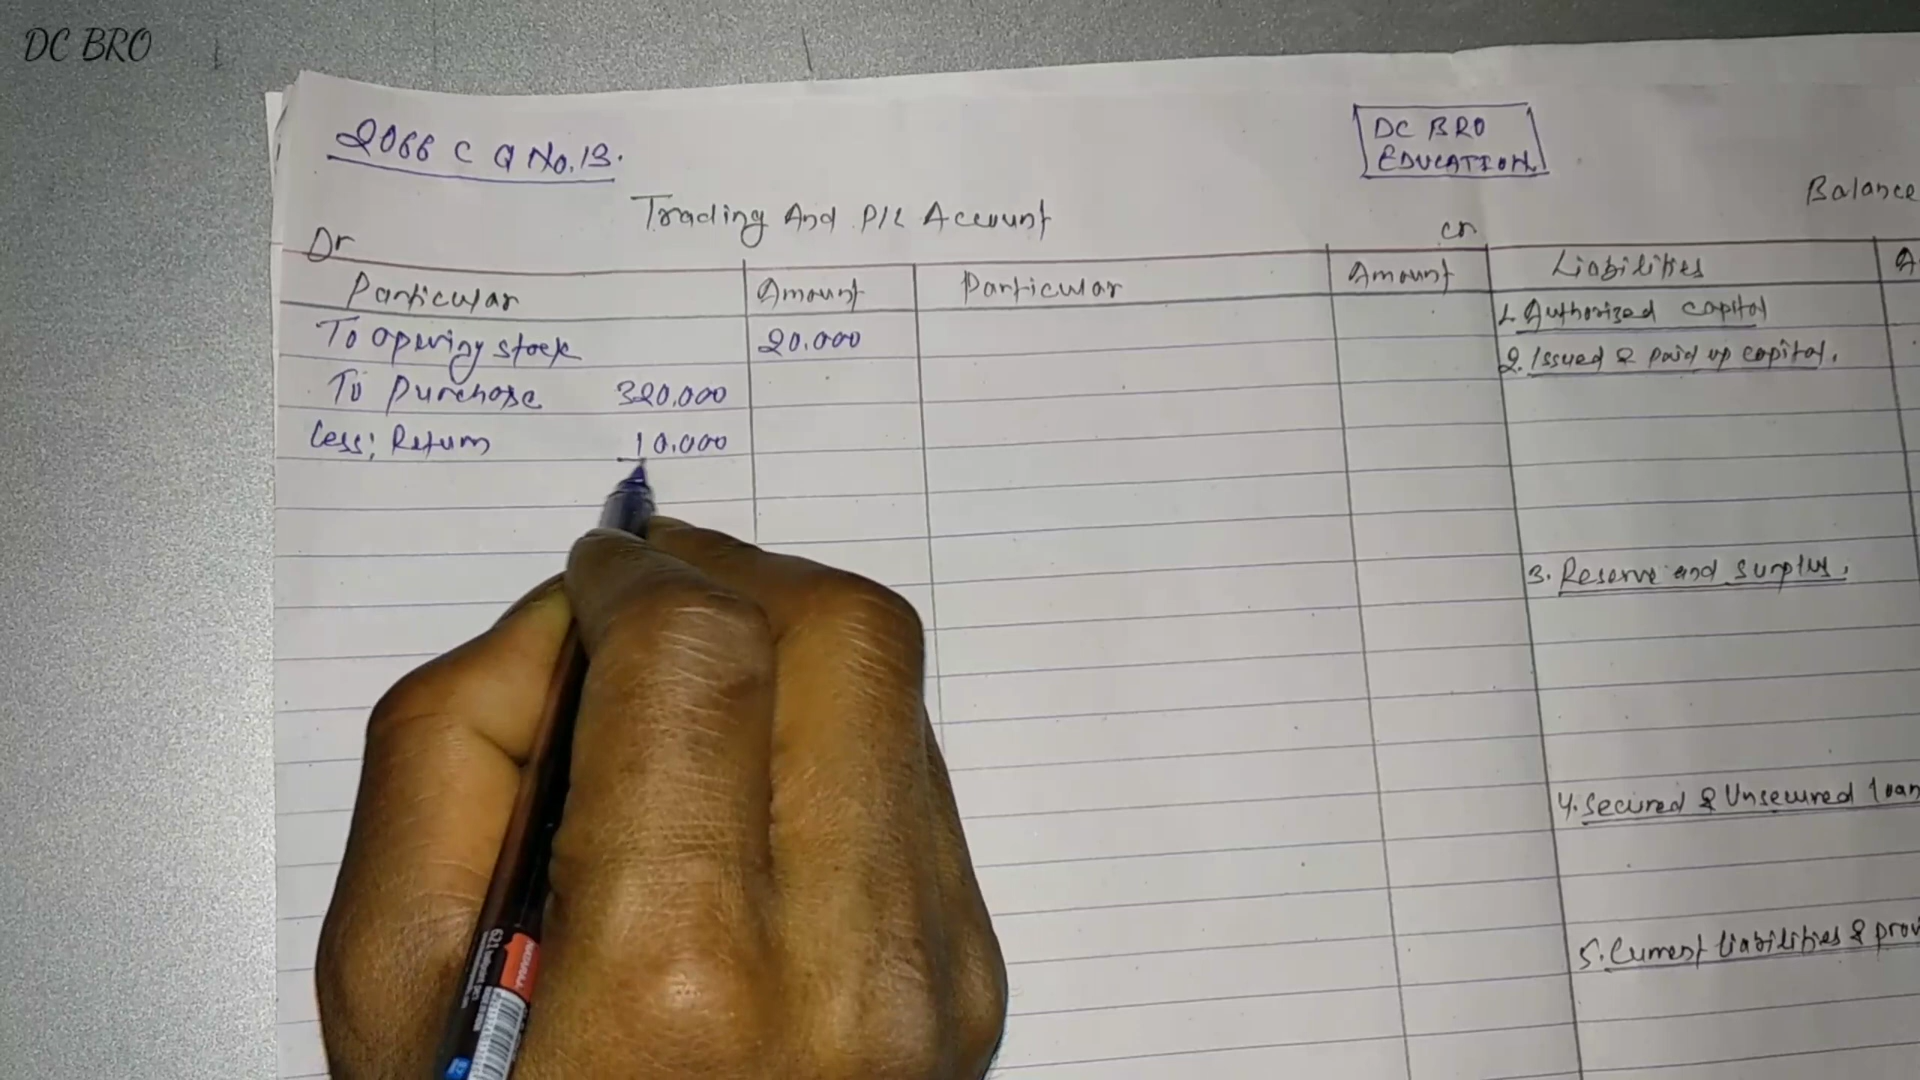 DC BRO
2066 C Q No.13.
DC BRO
EDUCATION
Trading And P/L Account
Balance
Dr
Cr
Particular Amount Particular Amount Liabilities A
To opening stock 20.000
1. Authorized capital
2. Issued & paid up capital.
To purchase 320.000
Less; Return 10.000
3. Reserve and surplus.
4. Secured & Unsecured loan
5. Current liabilities & prov
621